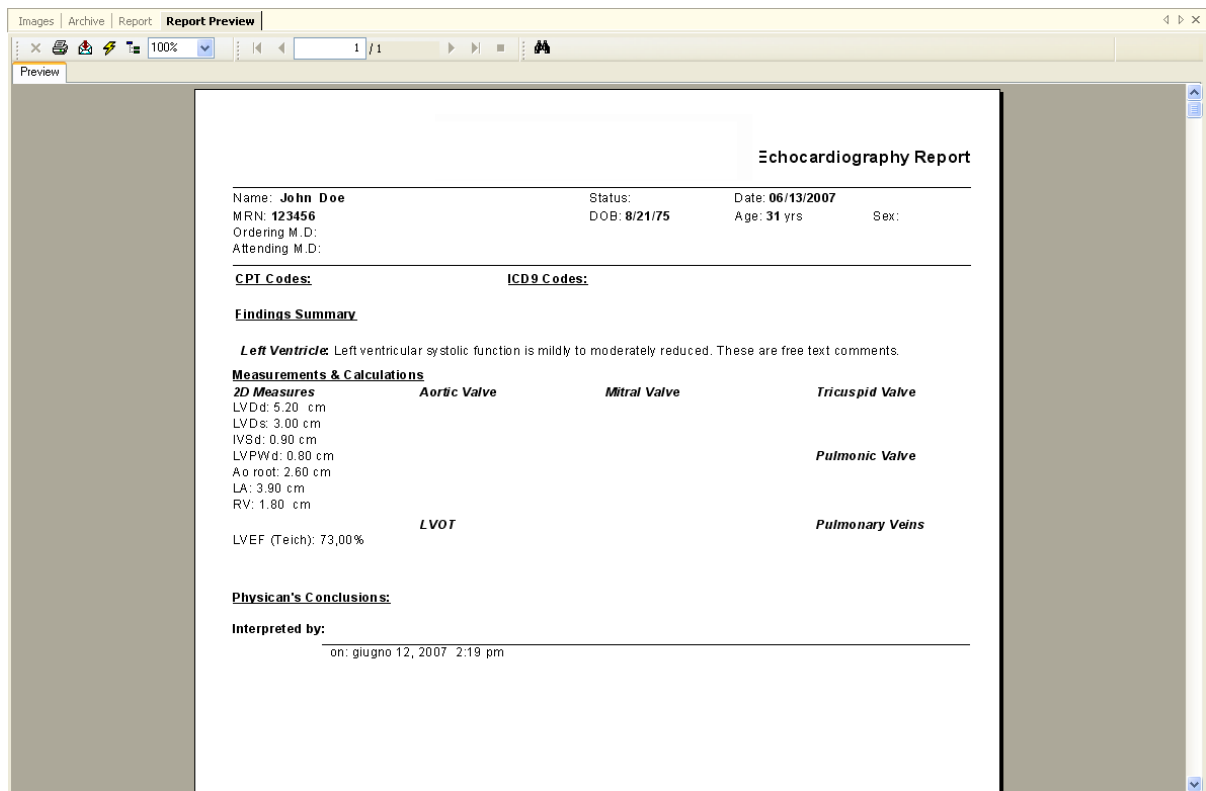 Images Archive Report Report Preview
100% 1 /1
Preview
Echocardiography Report
Name: John Doe Status: Date: 06/13/2007
MRN: 123456 DOB: 8/21/75 Age: 31 yrs Sex:
Ordering M.D:
Attending M.D:
CPT Codes: ICD9 Codes:
Findings Summary
Left Ventricle: Left ventricular systolic function is mildly to moderately reduced. These are free text comments.
Measurements & Calculations
2D Measures Aortic Valve Mitral Valve Tricuspid Valve
LVDd: 5.20 cm
LVDs: 3.00 cm
IVSd: 0.90 cm
LVPWd: 0.80 cm Pulmonic Valve
Ao root: 2.60 cm
LA: 3.90 cm
RV: 1.80 cm
LVOT Pulmonary Veins
LVEF (Teich): 73,00%
Physican's Conclusions:
Interpreted by:
on: giugno 12, 2007 2:19 pm